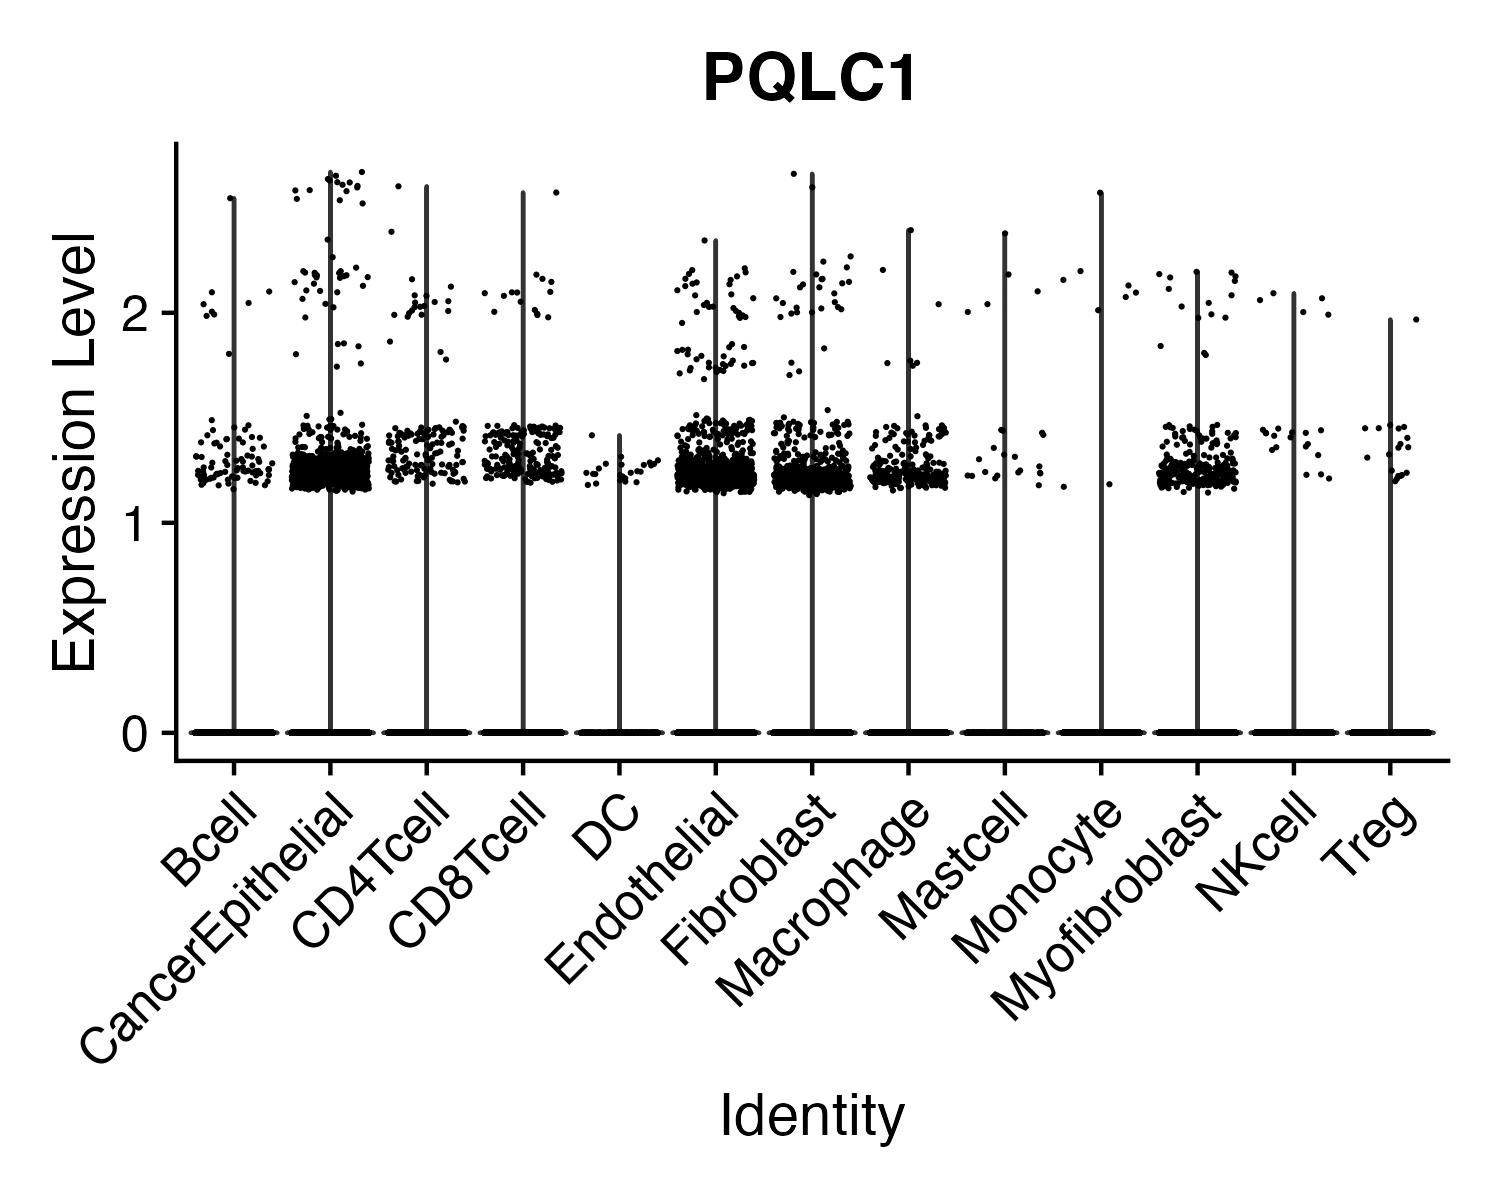 PQLC1
Expression Level
2
1
0
Bcell
CancerEpithelial
CD4Tcell
CD8Tcell
DC
Endothelial
Fibroblast
Macrophage
Mastcell
Monocyte
Myofibroblast
NKcell
Treg
Identity